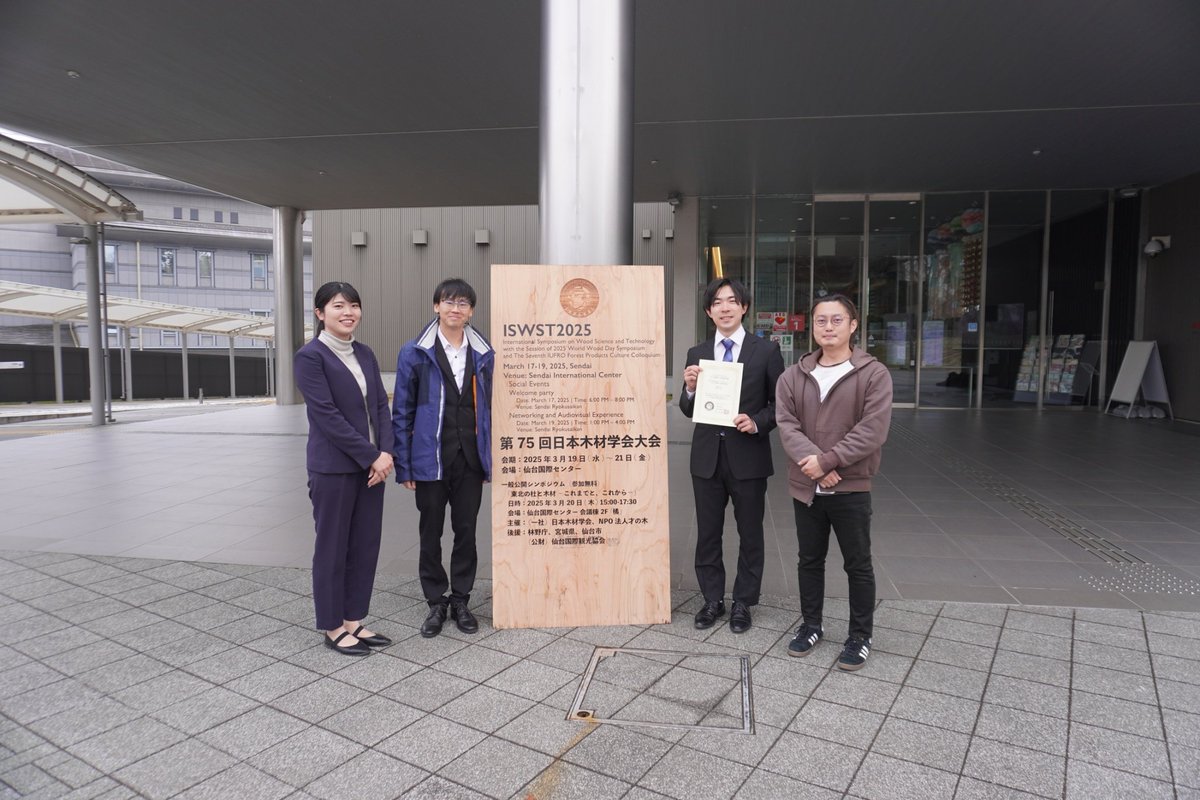 ISWST2025
International Symposium on Wood Science and Technology
with the Session of 2025 World Wood Day Symposium
and The Seventh IUFRO Forest Products Culture Colloquium
March 17-19, 2025, Sendai
Venue: Sendai International Center
Social Events
Welcome party
Date: March 18, 2025 | Time: 6:00 PM – 8:00 PM
Venue: Sendai Ryokusaikan
Networking and Audiovisual Experience
Date: March 19, 2025 | Time: 1:00 PM – 4:00 PM
Venue: Sendai Ryokusaikan
第75回日本木材学会大会
会期：2025年3月19日(水)～21日(金)
会場：仙台国際センター
一般公開シンポジウム（参加無料）
「東北の杜と木材 －これまでと、これから－」
日時：2025年3月20日(木)15:00-17:30
会場：仙台国際センター会議棟2F「橘」
主催：(一社)日本木材学会、NPO法人才の木
後援：林野庁、宮城県、仙台市
(公財)仙台国際観光協会
AED
1